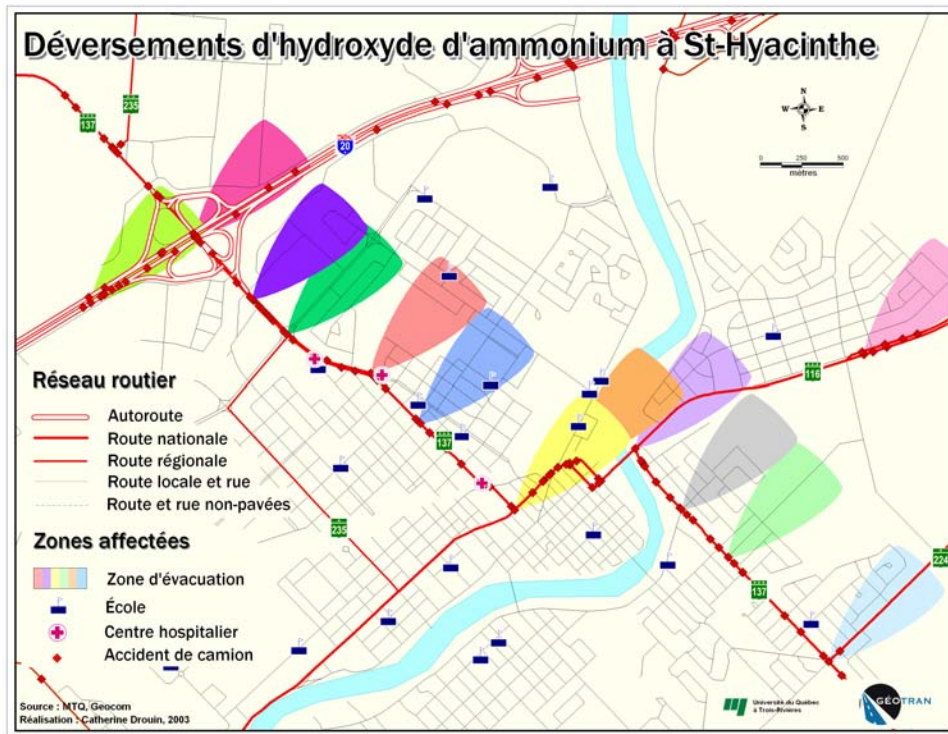 Déversements d'hydroxyde d'ammonium à St-Hyacinthe
235
137
20
N
W E
S
0 250 500
mètres
116
137
235
137
224
Réseau routier
Autoroute
Route nationale
Route régionale
Route locale et rue
Route et rue non-pavées
Zones affectées
Zone d'évacuation
École
Centre hospitalier
Accident de camion
Source : MTQ, Geocom
Réalisation : Catherine Drouin, 2003
Université du Québec
à Trois-Rivières
GÉOTRAN